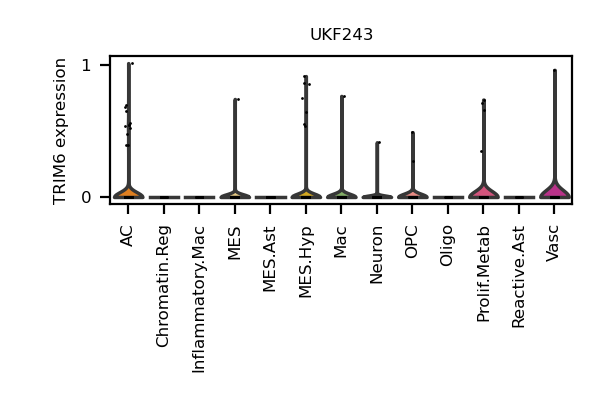 UKF243
TRIM6 expression
1
0
AC
Chromatin.Reg
Inflammatory.Mac
MES
MES.Ast
MES.Hyp
Mac
Neuron
OPC
Oligo
Prolif.Metab
Reactive.Ast
Vasc